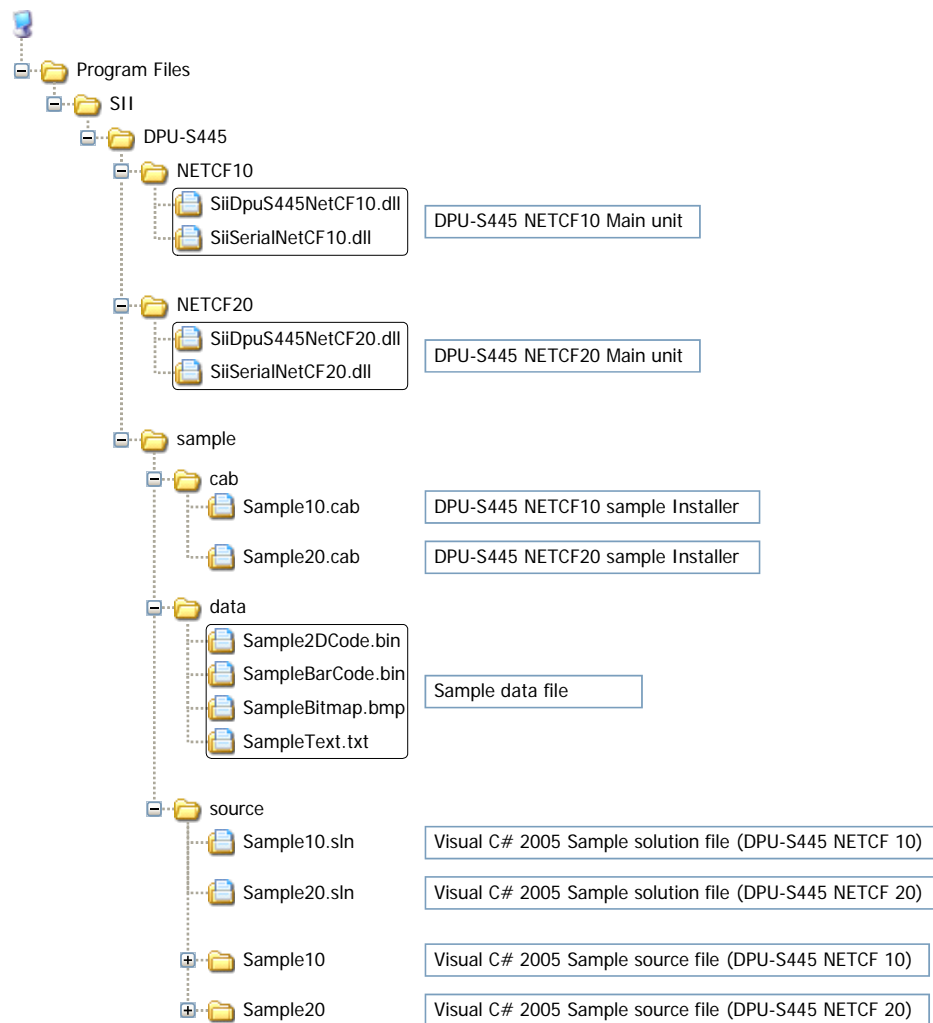 Program Files
SII
DPU-S445
NETCF10
SiiDpuS445NetCF10.dll
SiiSerialNetCF10.dll
DPU-S445 NETCF10 Main unit
NETCF20
SiiDpuS445NetCF20.dll
SiiSerialNetCF20.dll
DPU-S445 NETCF20 Main unit
sample
cab
Sample10.cab
DPU-S445 NETCF10 sample Installer
Sample20.cab
DPU-S445 NETCF20 sample Installer
data
Sample2DCode.bin
SampleBarCode.bin
SampleBitmap.bmp
SampleText.txt
Sample data file
source
Sample10.sln
Visual C# 2005 Sample solution file (DPU-S445 NETCF 10)
Sample20.sln
Visual C# 2005 Sample solution file (DPU-S445 NETCF 20)
Sample10
Visual C# 2005 Sample source file (DPU-S445 NETCF 10)
Sample20
Visual C# 2005 Sample source file (DPU-S445 NETCF 20)